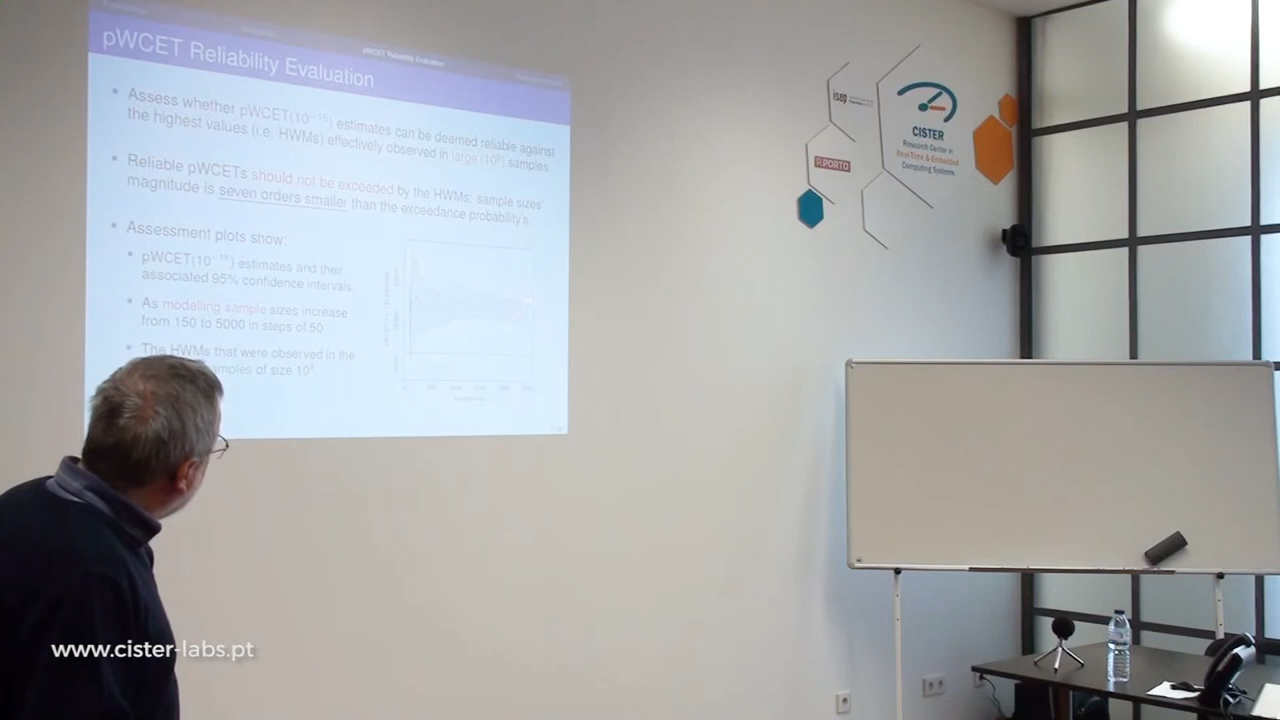 pWCET Reliability Evaluation
pWCET Reliability Evaluation
• Assess whether pWCET(10⁻¹⁵) estimates can be deemed reliable against
the highest values (i.e. HWMs) effectively observed in large (10⁸) samples
• Reliable pWCETs should not be exceeded by the HWMs: sample sizes'
magnitude is seven orders smaller than the exceedance probability's.
• Assessment plots show:
• pWCET(10⁻¹⁵) estimates and their
associated 95% confidence intervals.
• As modelling sample sizes increase
from 150 to 5000 in steps of 50
• The HWMs that were observed in the
samples of size 10⁸
isep
P.PORTO
CISTER
Research Center in
Real-Time & Embedded
Computing Systems
www.cister-labs.pt